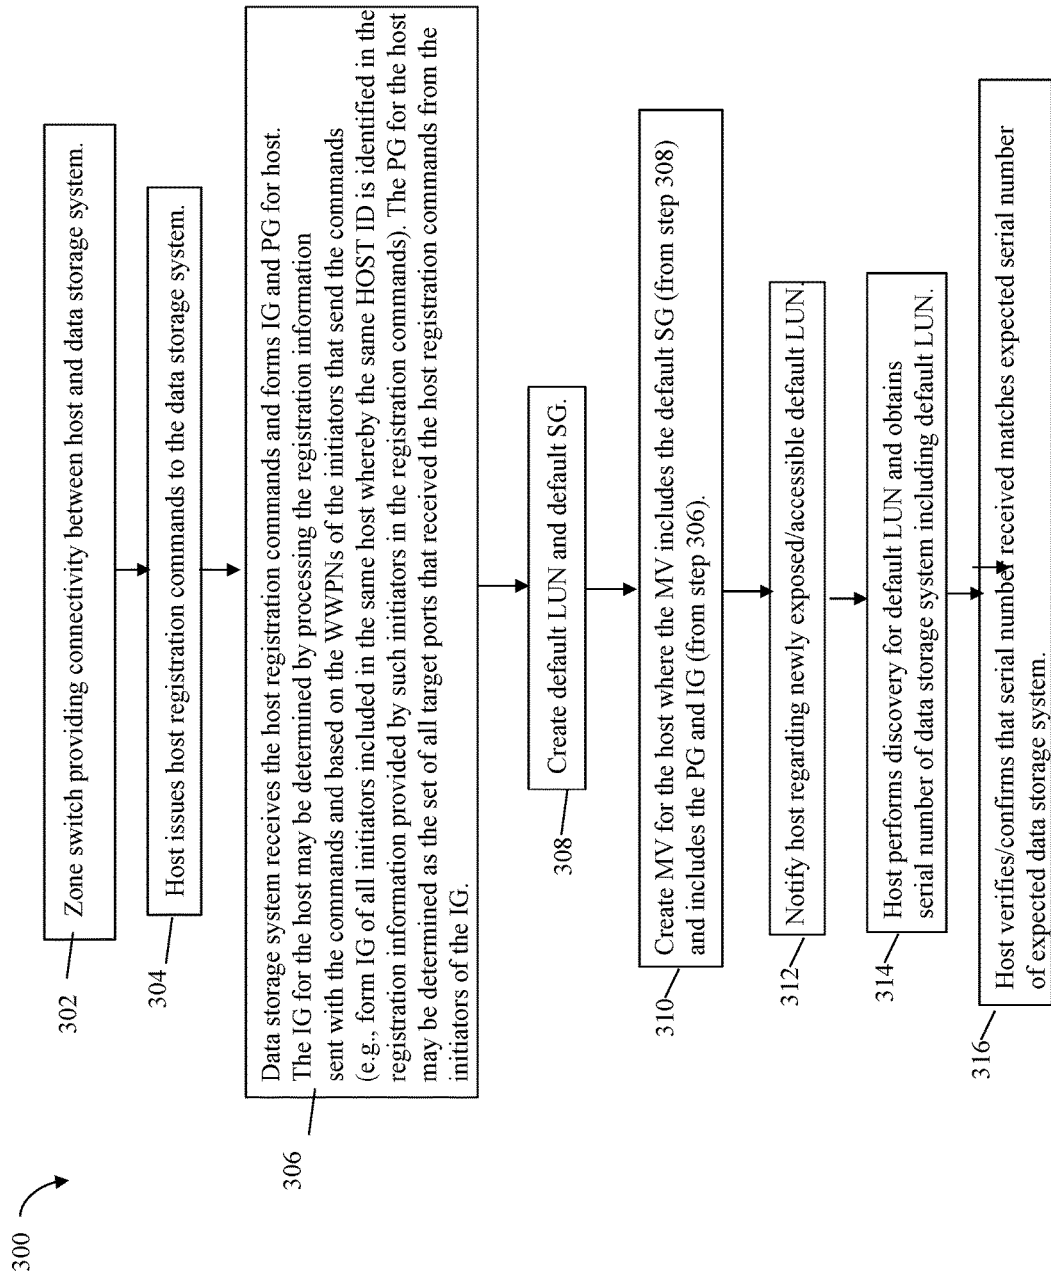 300
302
Zone switch providing connectivity between host and data storage system.
304
Host issues host registration commands to the data storage system.
306
Data storage system receives the host registration commands and forms IG and PG for host.
The IG for the host may be determined by processing the registration information
sent with the commands and based on the WWPNs of the initiators that send the commands
(e.g., form IG of all initiators included in the same host whereby the same HOST ID is identified in the
registration information provided by such initiators in the registration commands). The PG for the host
may be determined as the set of all target ports that received the host registration commands from the
initiators of the IG.
308
Create default LUN and default SG.
310
Create MV for the host where the MV includes the default SG (from step 308)
and includes the PG and IG (from step 306).
312
Notify host regarding newly exposed/accessible default LUN.
314
Host performs discovery for default LUN and obtains
serial number of data storage system including default LUN.
316
Host verifies/confirms that serial number received matches expected serial number
of expected data storage system.